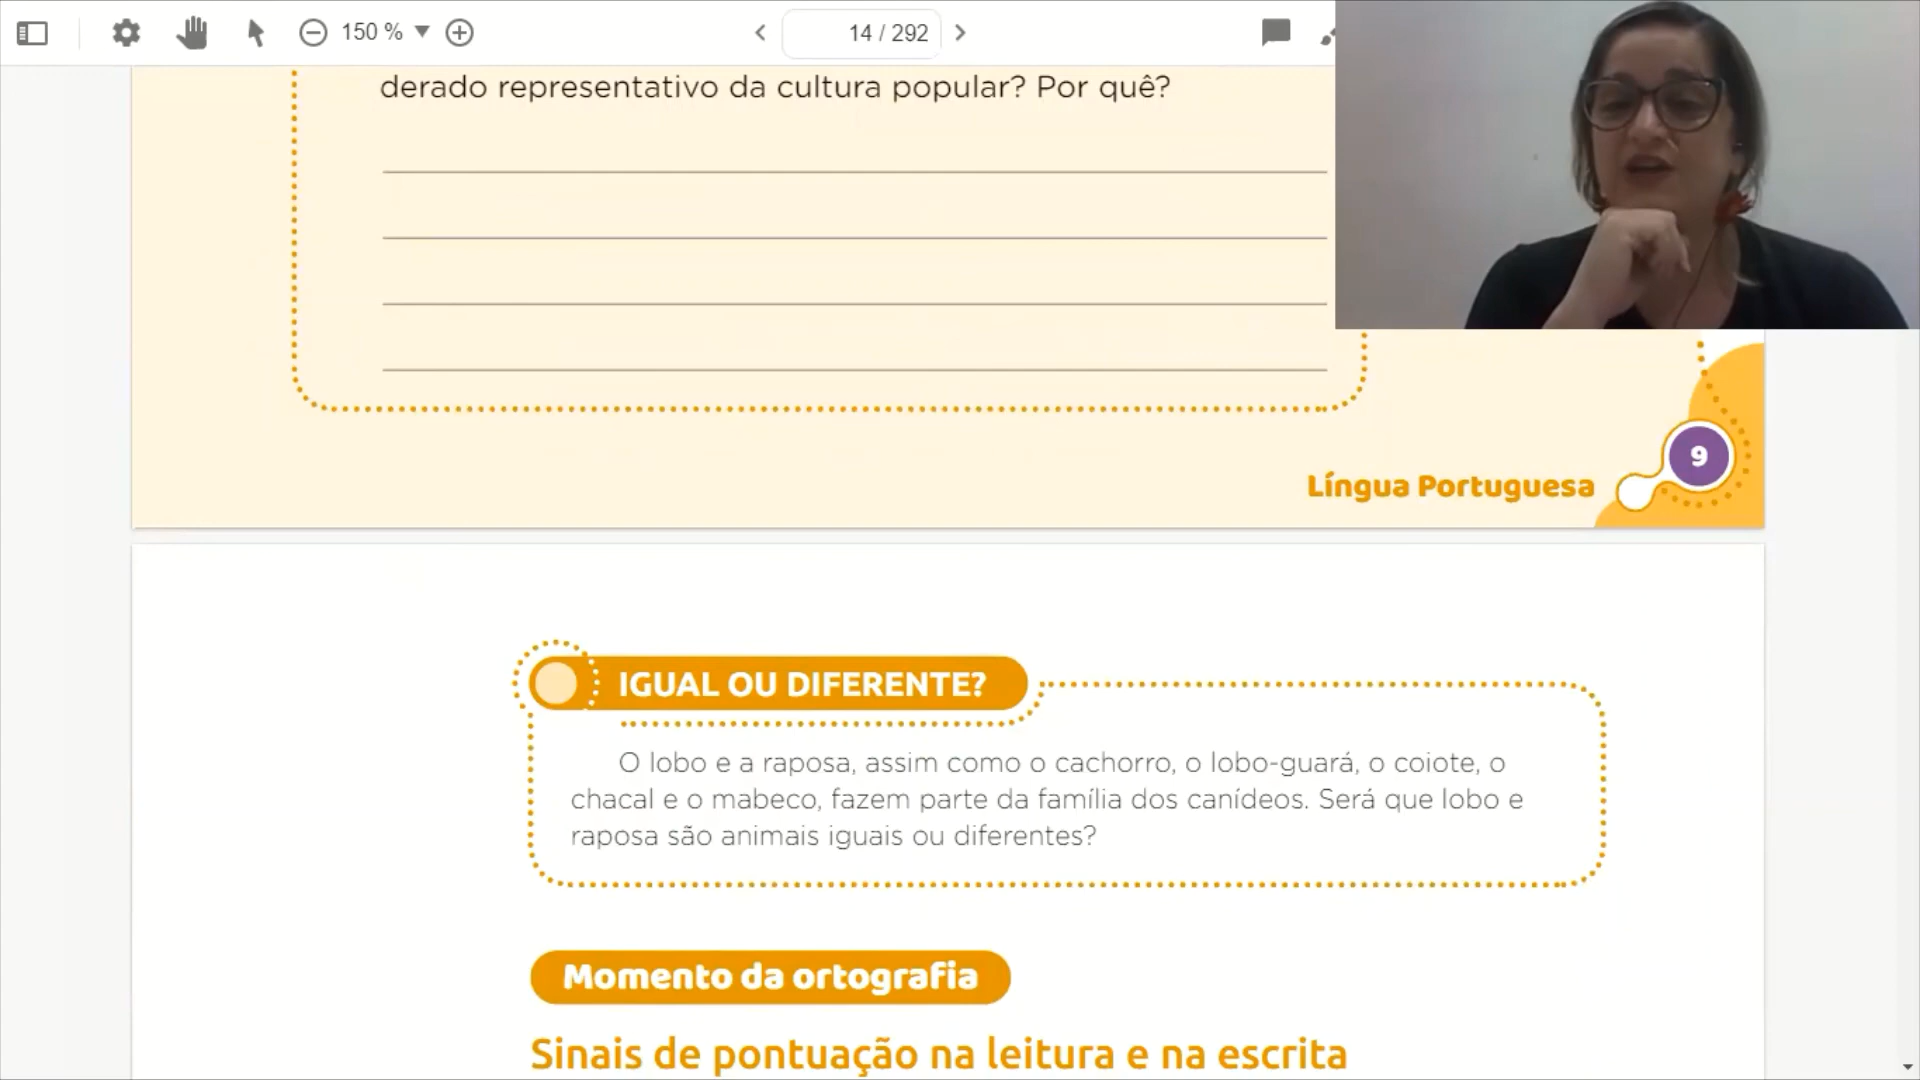 150 %
14 / 292
derado representativo da cultura popular? Por quê?
Língua Portuguesa
9
IGUAL OU DIFERENTE?
O lobo e a raposa, assim como o cachorro, o lobo-guará, o coiote, o
chacal e o mabeco, fazem parte da família dos canídeos. Será que lobo e
raposa são animais iguais ou diferentes?
Momento da ortografia
Sinais de pontuação na leitura e na escrita